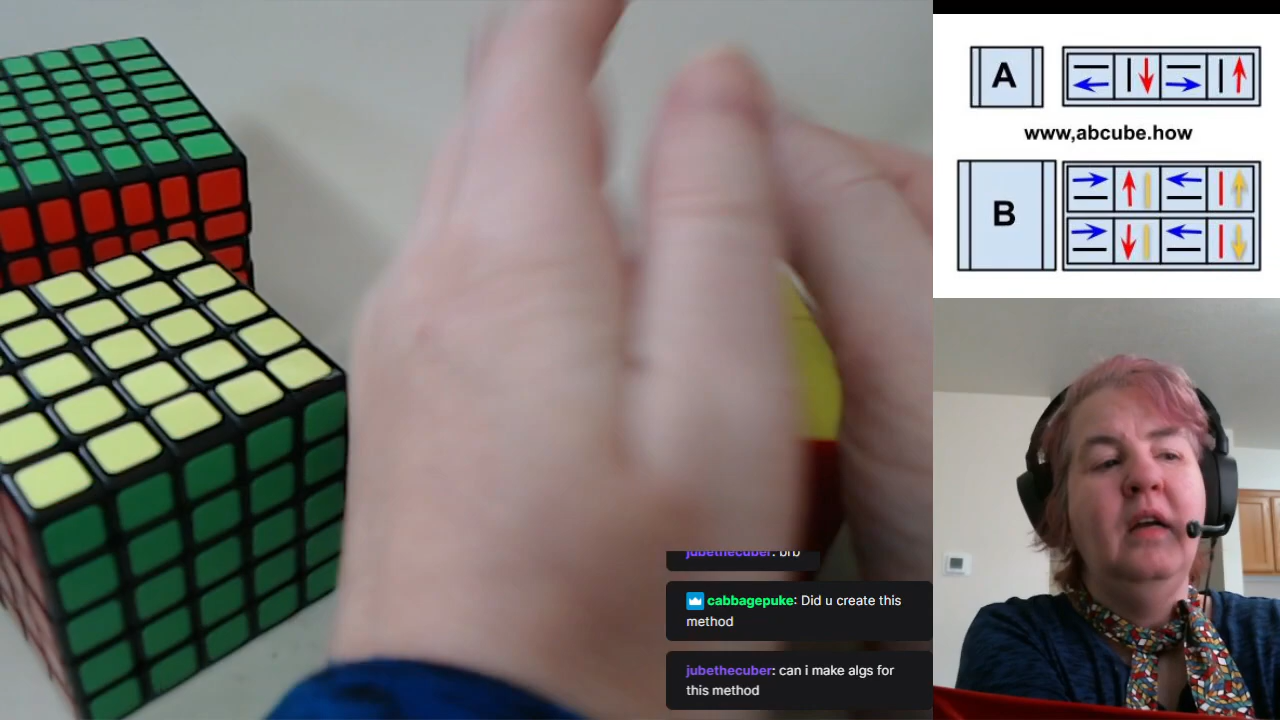 A
www,abcube.how
B
jubethecuber: brb
cabbagepuke: Did u create this
method
jubethecuber: can i make algs for
this method